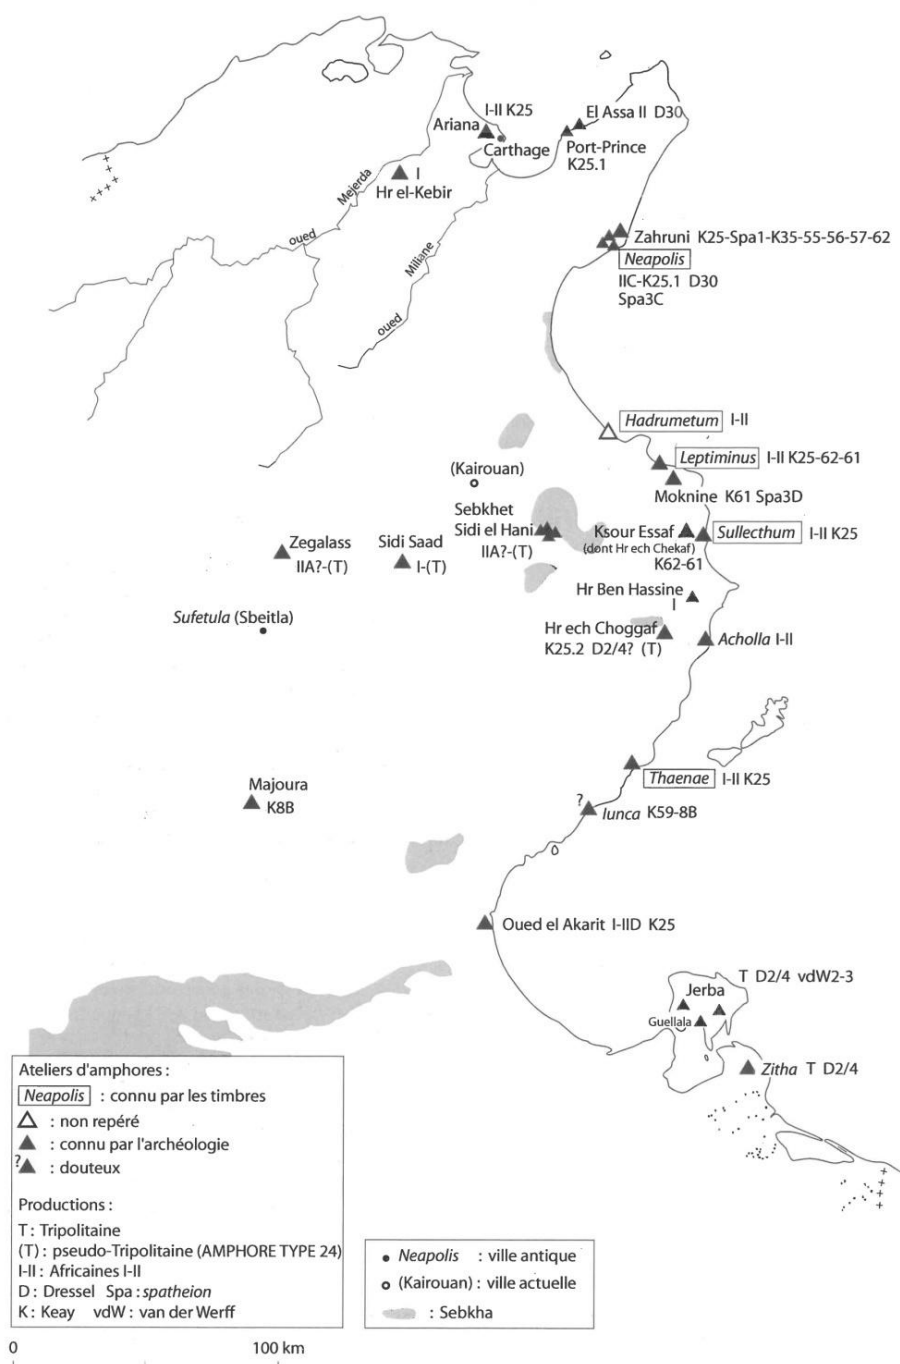 I-II K25
Ariana
Carthage
El Assa II D30
Port-Prince
K25.1
I
Hr el-Kebir
Mejerda
oued
Miliane
oued
Zahruni K25-Spa1-K35-55-56-57-62
Neapolis
IIC-K25.1 D30
Spa3C
Hadrumetum I-II
Leptiminus I-II K25-62-61
Moknine K61 Spa3D
(Kairouan)
Sebkhet
Sidi el Hani
IIA?-(T)
Ksour Essaf
(dont Hr ech Chekaf)
K62-61
Sullecthum I-II K25
Zegalass
IIA?-(T)
Sidi Saad
I-(T)
Hr Ben Hassine
I
Sufetula (Sbeitla)
Hr ech Choggaf
K25.2 D2/4? (T)
Acholla I-II
Thaenae I-II K25
Majoura
K8B
? Iunca K59-8B
Oued el Akarit I-IID K25
T D2/4 vdW2-3
Jerba
Guellala
Zitha T D2/4
Ateliers d'amphores :
Neapolis : connu par les timbres
: non repéré
: connu par l'archéologie
? : douteux
Productions :
T : Tripolitaine
(T) : pseudo-Tripolitaine (AMPHORE TYPE 24)
I-II : Africaines I-II
D : Dressel Spa : spatheion
K : Keay vdW : van der Werff
Neapolis : ville antique
(Kairouan) : ville actuelle
: Sebkha
0 100 km